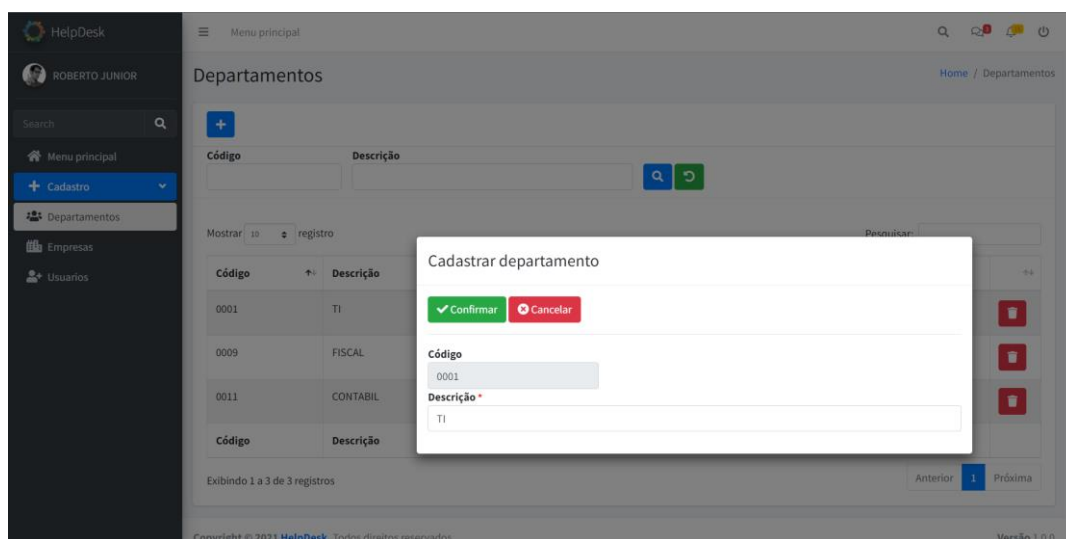 HelpDesk
Menu principal
ROBERTO JUNIOR
Departamentos
Home / Departamentos
Search
Menu principal
Cadastro
Departamentos
Empresas
Usuarios
Código Descrição
Mostrar 10 registro
Pesquisar:
Código Descrição
0001 TI
0009 FISCAL
0011 CONTABIL
Código Descrição
Exibindo 1 a 3 de 3 registros
Anterior 1 Próxima
Cadastrar departamento
Confirmar Cancelar
Código
0001
Descrição *
TI
Copyright © 2021 HelpDesk. Todos direitos reservados.
Versão 1.0.0